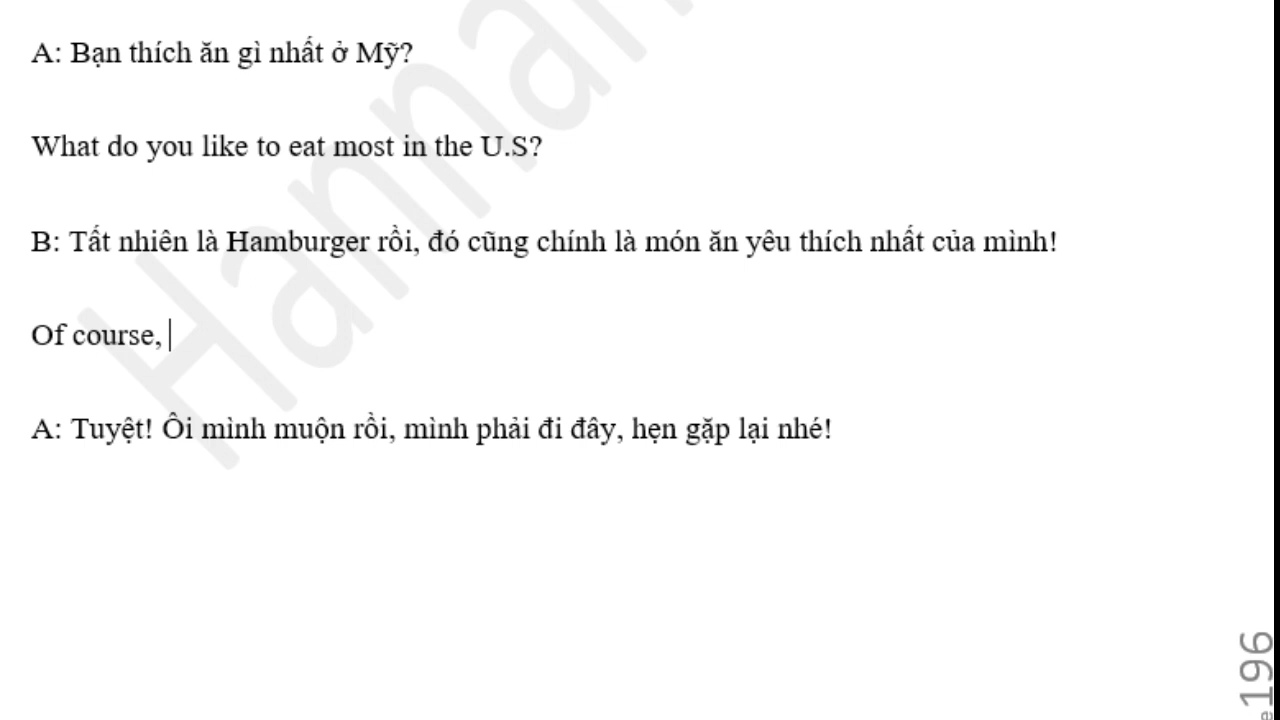 A: Bạn thích ăn gì nhất ở Mỹ?
What do you like to eat most in the U.S?
B: Tất nhiên là Hamburger rồi, đó cũng chính là món ăn yêu thích nhất của mình!
Of course,
A: Tuyệt! Ôi mình muộn rồi, mình phải đi đây, hẹn gặp lại nhé!
196